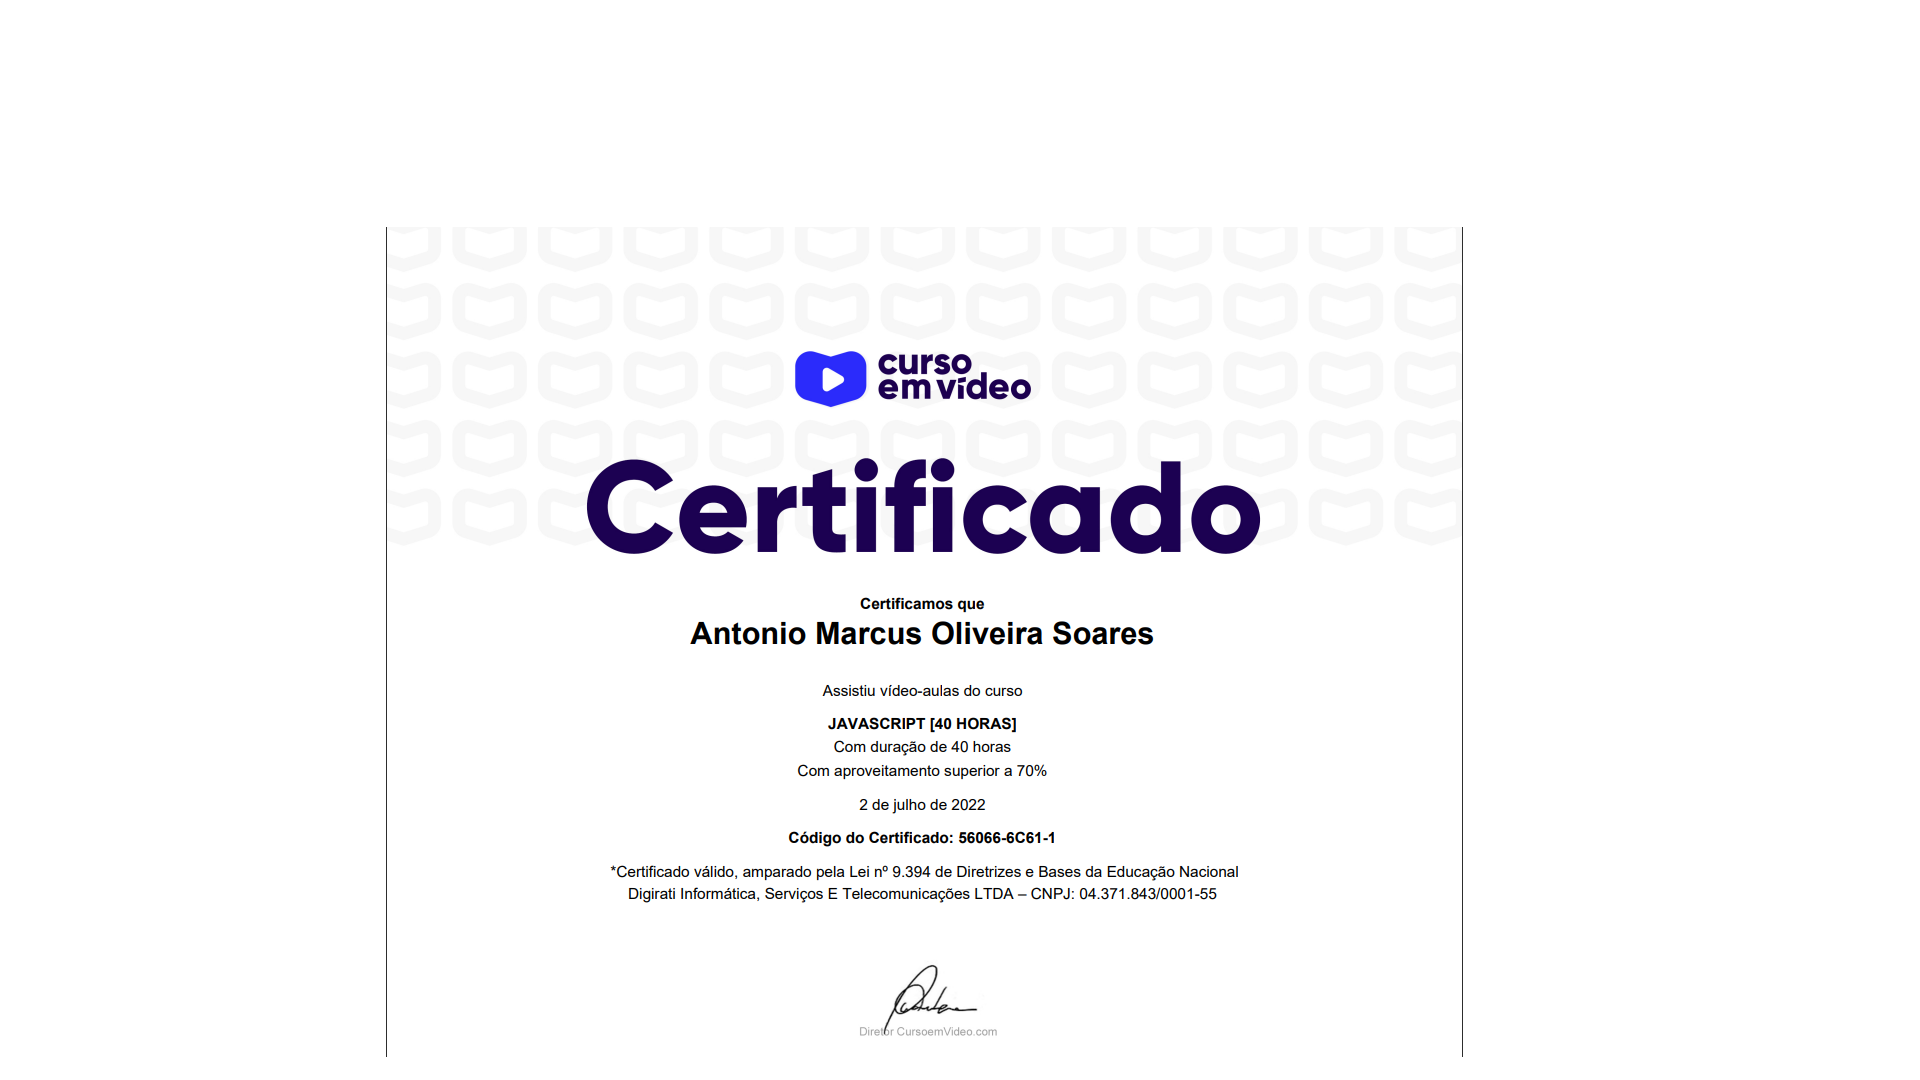 curso
em vídeo
Certificado
Certificamos que
Antonio Marcus Oliveira Soares
Assistiu vídeo-aulas do curso
JAVASCRIPT [40 HORAS]
Com duração de 40 horas
Com aproveitamento superior a 70%
2 de julho de 2022
Código do Certificado: 56066-6C61-1
*Certificado válido, amparado pela Lei nº 9.394 de Diretrizes e Bases da Educação Nacional
Digirati Informática, Serviços E Telecomunicações LTDA – CNPJ: 04.371.843/0001-55
Diretor CursoemVideo.com